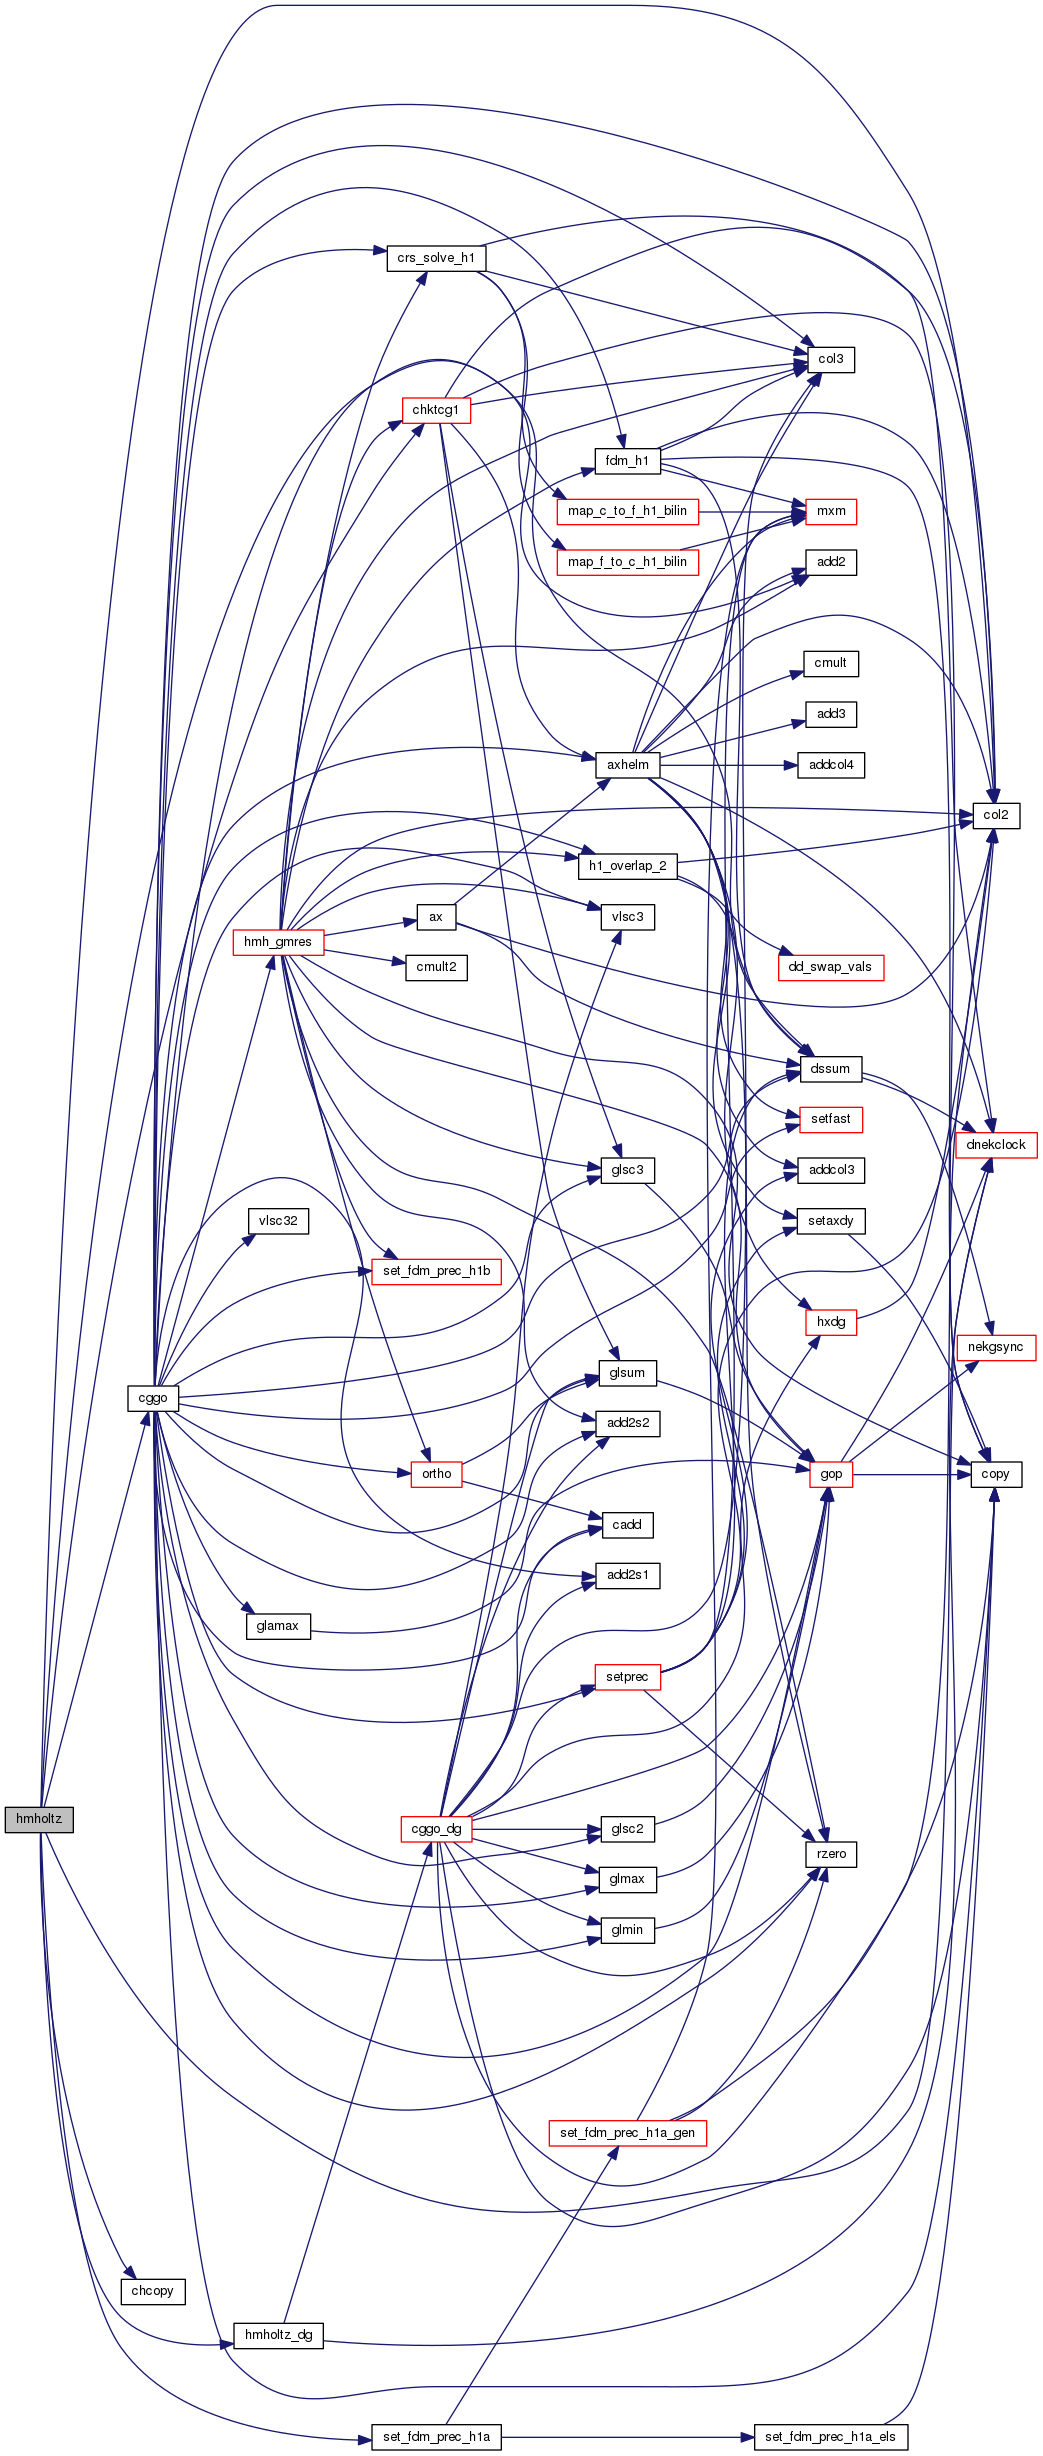 crs_solve_h1
col3
chktcg1
fdm_h1
map_c_to_f_h1_bilin
mxm
map_f_to_c_h1_bilin
add2
cmult
add3
axhelm
addcol4
col2
h1_overlap_2
ax
vlsc3
hmh_gmres
cmult2
dd_swap_vals
dssum
setfast
dnekclock
glsc3
addcol3
vlsc32
setaxdy
set_fdm_prec_h1b
hxdg
nekgsync
glsum
cggo
add2s2
ortho
gop
copy
cadd
add2s1
glamax
setprec
hmholtz
cggo_dg
glsc2
rzero
glmax
glmin
set_fdm_prec_h1a_gen
chcopy
hmholtz_dg
set_fdm_prec_h1a
set_fdm_prec_h1a_els